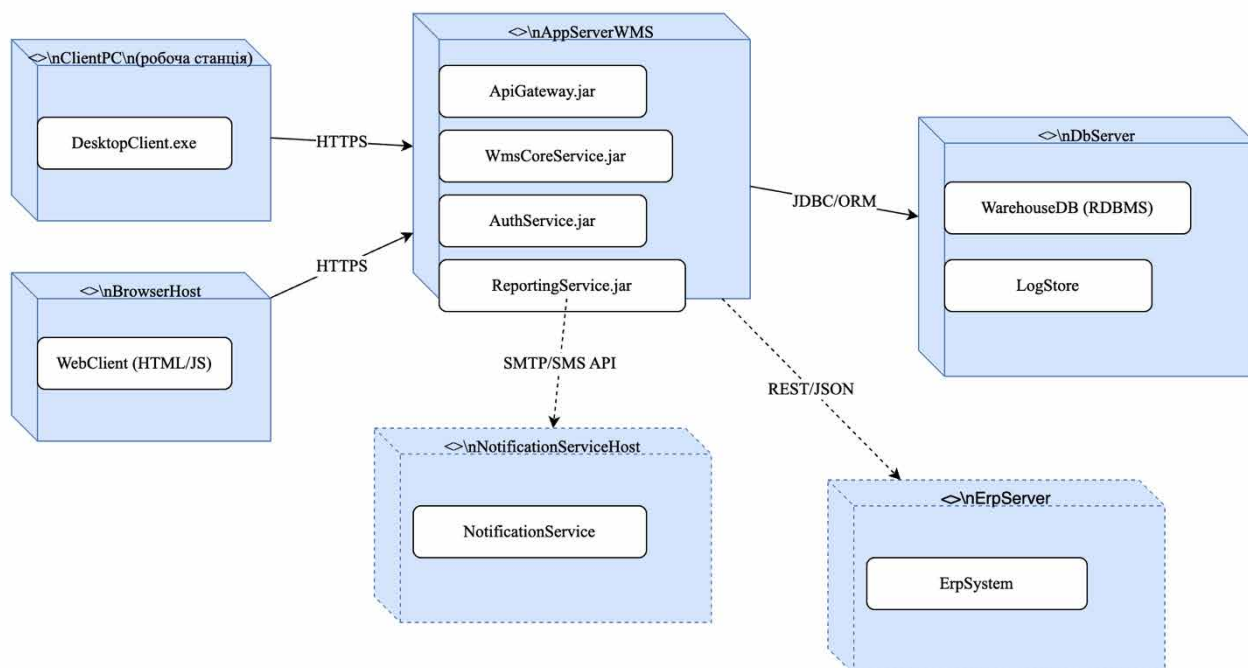 <>\nClientPC\n(робоча станція)
DesktopClient.exe
HTTPS
<>\nBrowserHost
WebClient (HTML/JS)
HTTPS
<>\nAppServerWMS
ApiGateway.jar
WmsCoreService.jar
AuthService.jar
ReportingService.jar
JDBC/ORM
<>\nDbServer
WarehouseDB (RDBMS)
LogStore
SMTP/SMS API
<>\nNotificationServiceHost
NotificationService
REST/JSON
<>\nErpServer
ErpSystem